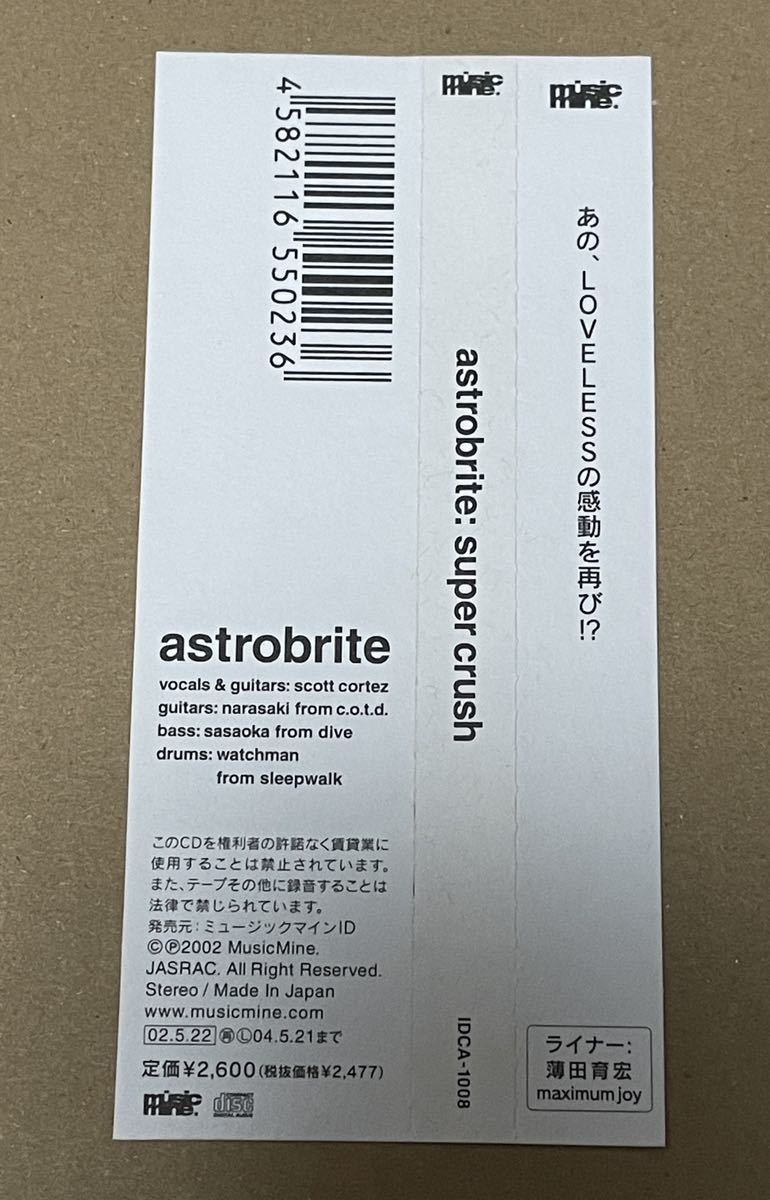 music
mine.
あの、LOVELESSの感動を再び!?
ライナー:
薄田育宏
maximum joy
music
mine.
astrobrite: super crush
IDCA-1008
4 582116 550236
astrobrite
vocals & guitars: scott cortez
guitars: narasaki from c.o.t.d.
bass: sasaoka from dive
drums: watchman
from sleepwalk
このCDを権利者の許諾なく賃貸業に
使用することは禁止されています。
また、テープその他に録音することは
法律で禁じられています。
発売元:ミュージックマインID
©℗2002 MusicMine.
JASRAC. All Right Reserved.
Stereo / Made In Japan
www.musicmine.com
02.5.22 ㊢Ⓛ04.5.21まで
定価¥2,600(税抜価格¥2,477)
music
mine.
COMPACT
disc
DIGITAL AUDIO